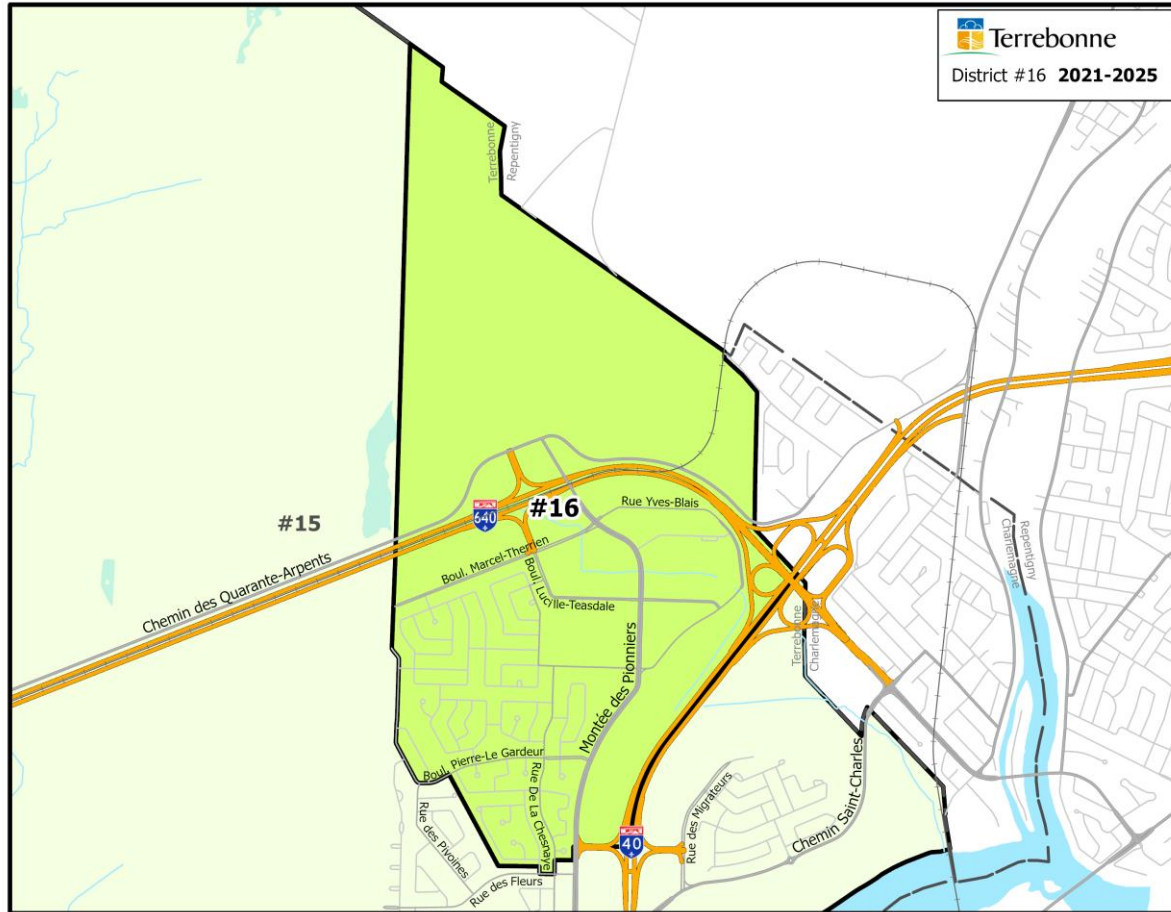 Terrebonne
District #16 2021-2025
Terrebonne
Repentigny
#15
#16
640
Chemin des Quarante-Arpents
Rue Yves-Blais
Boul. Marcel-Therrien
Boul. Lucille-Teasdale
Montée des Pionniers
Terrebonne
Charlemagne
Repentigny
Charlemagne
Boul. Pierre-Le Gardeur
Rue De La Chesnaye
Rue des Pivoines
Rue des Fleurs
40
Rue des Migrateurs
Chemin Saint-Charles